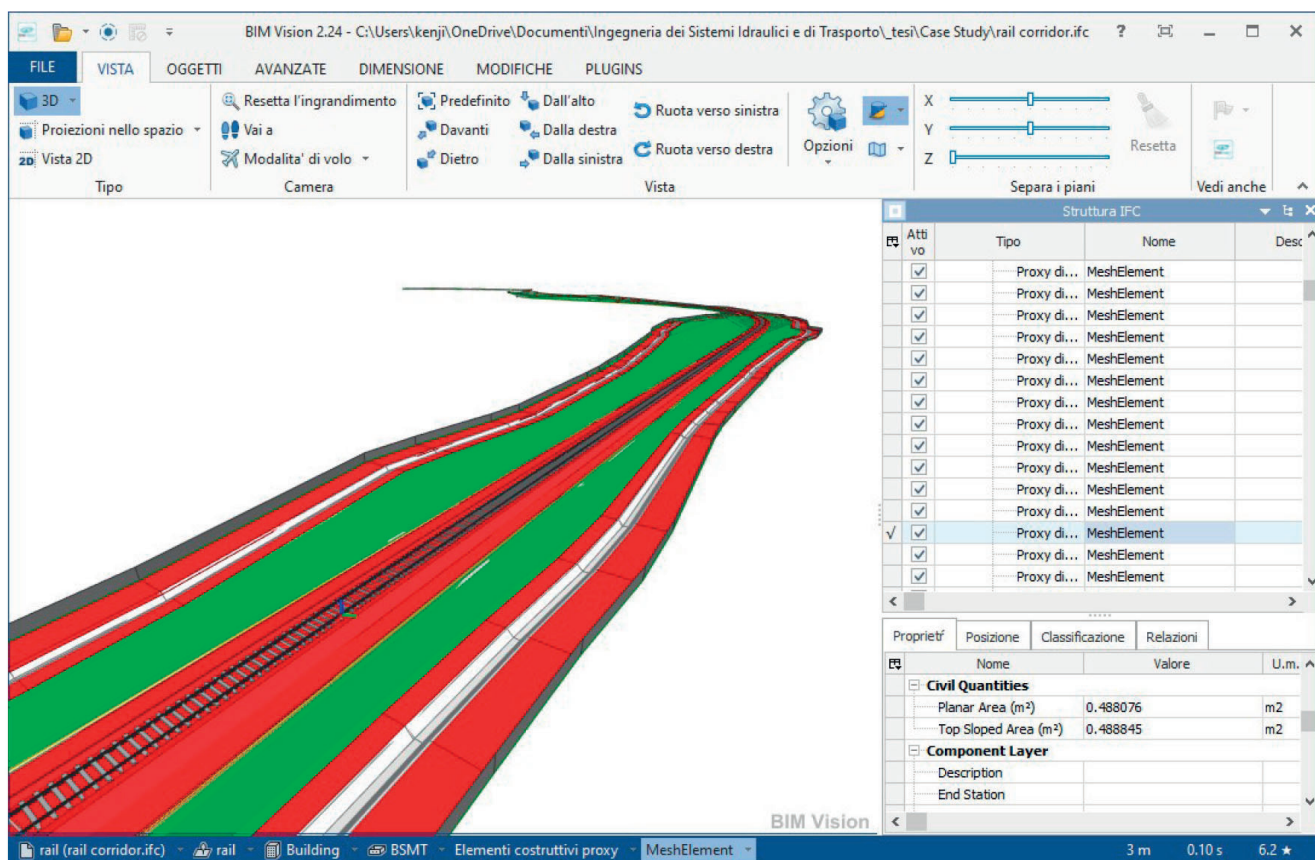 BIM Vision 2.24 - C:\Users\kenji\OneDrive\Documenti\Ingegneria dei Sistemi Idraulici e di Trasporto\_tesi\Case Study\rail corridor.ifc ?
FILE VISTA OGGETTI AVANZATE DIMENSIONE MODIFICHE PLUGINS
3D
Proiezioni nello spazio
2D Vista 2D
Tipo
Resetta l'ingrandimento
Vai a
Modalita' di volo
Camera
Predefinito Dall'alto Ruota verso sinistra
Davanti Dalla destra
Dietro Dalla sinistra Ruota verso destra
Vista
Opzioni
X
Y
Z
Resetta
Separa i piani
Vedi anche
Struttura IFC
Atti vo Tipo Nome Desc
Proxy di... MeshElement
Proxy di... MeshElement
Proxy di... MeshElement
Proxy di... MeshElement
Proxy di... MeshElement
Proxy di... MeshElement
Proxy di... MeshElement
Proxy di... MeshElement
Proxy di... MeshElement
Proxy di... MeshElement
Proxy di... MeshElement
Proxy di... MeshElement
√ Proxy di... MeshElement
Proxy di... MeshElement
Proxy di... MeshElement
Proprietř Posizione Classificazione Relazioni
Nome Valore U.m.
Civil Quantities
Planar Area (m²) 0.488076 m2
Top Sloped Area (m²) 0.488845 m2
Component Layer
Description
End Station
BIM Vision
rail (rail corridor.ifc) rail Building BSMT Elementi costruttivi proxy MeshElement 3 m 0.10 s 6.2 ★